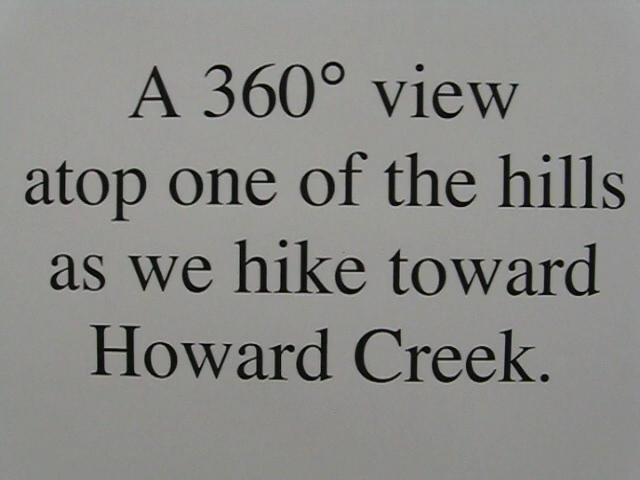 A 360° view
atop one of the hills
as we hike toward
Howard Creek.